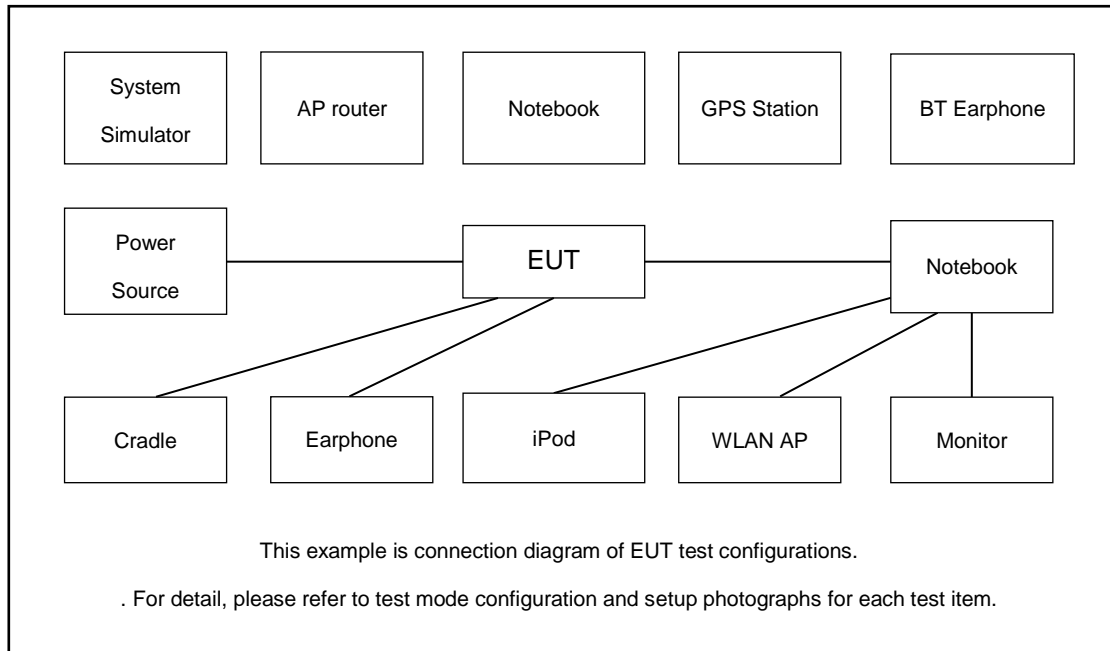 System
Simulator
AP router
Notebook
GPS Station
BT Earphone
Power
Source
EUT
Notebook
Cradle
Earphone
iPod
WLAN AP
Monitor
This example is connection diagram of EUT test configurations.
. For detail, please refer to test mode configuration and setup photographs for each test item.